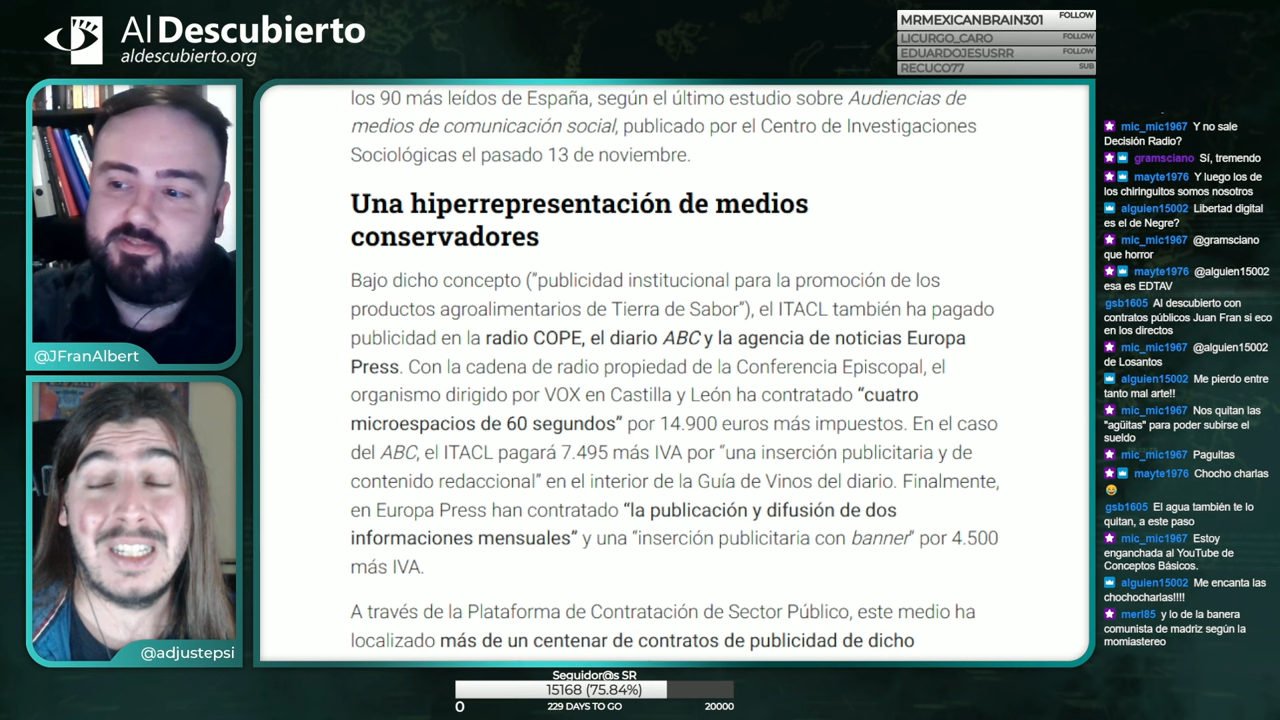 Al Descubierto
aldescubierto.org
MRMEXICANBRAIN301 FOLLOW
LICURGO_CARO FOLLOW
EDUARDOJESUSRR FOLLOW
RECUCO77 SUB
@JFranAlbert
@adjustepsi
los 90 más leídos de España, según el último estudio sobre Audiencias de
medios de comunicación social, publicado por el Centro de Investigaciones
Sociológicas el pasado 13 de noviembre.
Una hiperrepresentación de medios
conservadores
Bajo dicho concepto ("publicidad institucional para la promoción de los
productos agroalimentarios de Tierra de Sabor"), el ITACL también ha pagado
publicidad en la radio COPE, el diario ABC y la agencia de noticias Europa
Press. Con la cadena de radio propiedad de la Conferencia Episcopal, el
organismo dirigido por VOX en Castilla y León ha contratado “cuatro
microespacios de 60 segundos” por 14.900 euros más impuestos. En el caso
del ABC, el ITACL pagará 7.495 más IVA por “una inserción publicitaria y de
contenido redaccional” en el interior de la Guía de Vinos del diario. Finalmente,
en Europa Press han contratado “la publicación y difusión de dos
informaciones mensuales” y una “inserción publicitaria con banner” por 4.500
más IVA.
A través de la Plataforma de Contratación de Sector Público, este medio ha
localizado más de un centenar de contratos de publicidad de dicho
mic_mic1967 Y no sale
Decisión Radio?
gramsciano Sí, tremendo
mayte1976 Y luego los de
los chiringuitos somos nosotros
alguien15002 Libertad digital
es el de Negre?
mic_mic1967 @gramsciano
que horror
mayte1976 @alguien15002
esa es EDTAV
gsb1605 Al descubierto con
contratos públicos Juan Fran si eco
en los directos
mic_mic1967 @alguien15002
de Losantos
alguien15002 Me pierdo entre
tanto mal arte!!
mic_mic1967 Nos quitan las
"agüitas" para poder subirse el
sueldo
mic_mic1967 Paguitas
mayte1976 Chocho charlas
gsb1605 El agua también te lo
quitan, a este paso
mic_mic1967 Estoy
enganchada al YouTube de
Conceptos Básicos.
alguien15002 Me encanta las
chochocharlas!!!!
merl85 y lo de la banera
comunista de madriz según la
momiastereo
Seguidor@s SR
15168 (75.84%)
0 229 DAYS TO GO 20000